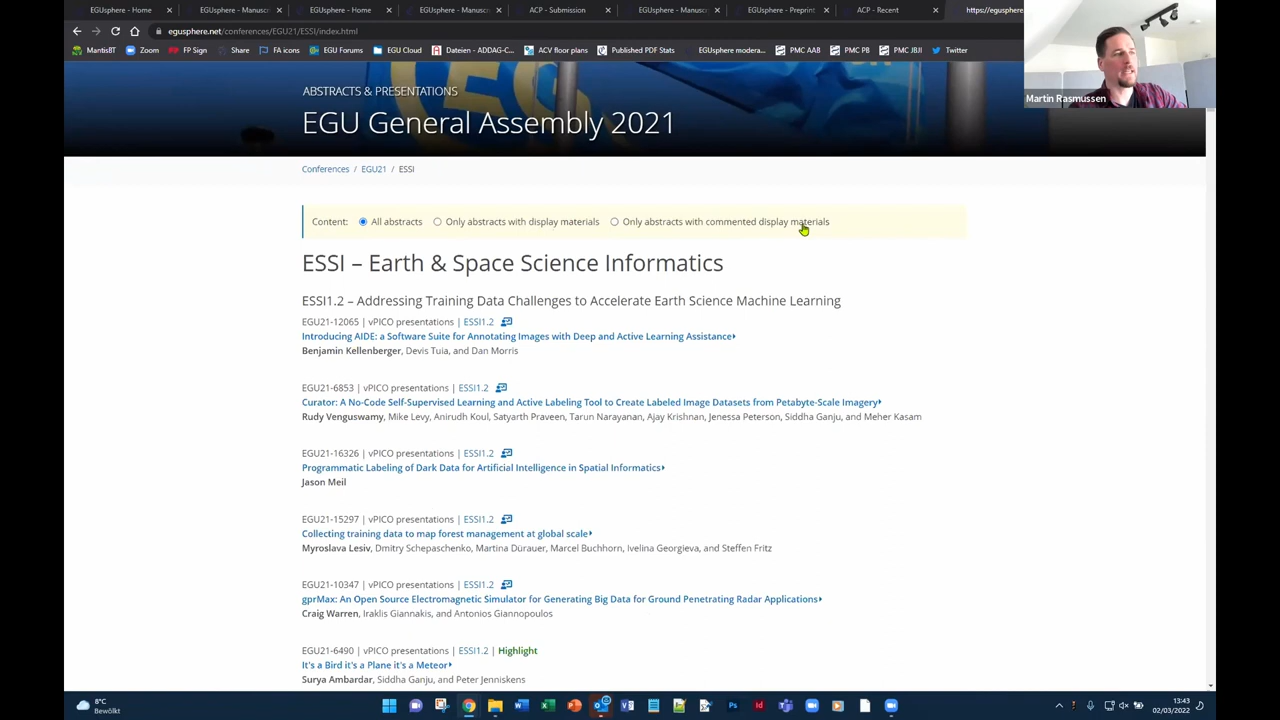 EGUsphere - Home
EGUsphere - Manuscr
EGUsphere - Home
EGUsphere - Manuscr
ACP - Submission
EGUsphere - Manuscr
EGUsphere - Preprint
ACP - Recent
https://egusphe
egusphere.net/conferences/EGU21/ESSI/index.html
MantisBT
Zoom
FP Sign
Share
FA icons
EGU Forums
EGU Cloud
Dateien - ADDAG-C...
ACV floor plans
Published PDF Stats
EGUsphere modera...
PMC AAB
PMC PB
PMC JBJI
Twitter
Martin Rasmussen
ABSTRACTS & PRESENTATIONS
EGU General Assembly 2021
Conferences / EGU21 / ESSI
Content: All abstracts Only abstracts with display materials Only abstracts with commented display materials
ESSI – Earth & Space Science Informatics
ESSI1.2 – Addressing Training Data Challenges to Accelerate Earth Science Machine Learning
EGU21-12065 | vPICO presentations | ESSI1.2
Introducing AIDE: a Software Suite for Annotating Images with Deep and Active Learning Assistance
Benjamin Kellenberger, Devis Tuia, and Dan Morris
EGU21-6853 | vPICO presentations | ESSI1.2
Curator: A No-Code Self-Supervised Learning and Active Labeling Tool to Create Labeled Image Datasets from Petabyte-Scale Imagery
Rudy Venguswamy, Mike Levy, Anirudh Koul, Satyarth Praveen, Tarun Narayanan, Ajay Krishnan, Jenessa Peterson, Siddha Ganju, and Meher Kasam
EGU21-16326 | vPICO presentations | ESSI1.2
Programmatic Labeling of Dark Data for Artificial Intelligence in Spatial Informatics
Jason Meil
EGU21-15297 | vPICO presentations | ESSI1.2
Collecting training data to map forest management at global scale
Myroslava Lesiv, Dmitry Schepaschenko, Martina Dürauer, Marcel Buchhorn, Ivelina Georgieva, and Steffen Fritz
EGU21-10347 | vPICO presentations | ESSI1.2
gprMax: An Open Source Electromagnetic Simulator for Generating Big Data for Ground Penetrating Radar Applications
Craig Warren, Iraklis Giannakis, and Antonios Giannopoulos
EGU21-6490 | vPICO presentations | ESSI1.2 | Highlight
It's a Bird it's a Plane it's a Meteor
Surya Ambardar, Siddha Ganju, and Peter Jenniskens
8°C
Bewölkt
13:43
02/03/2022